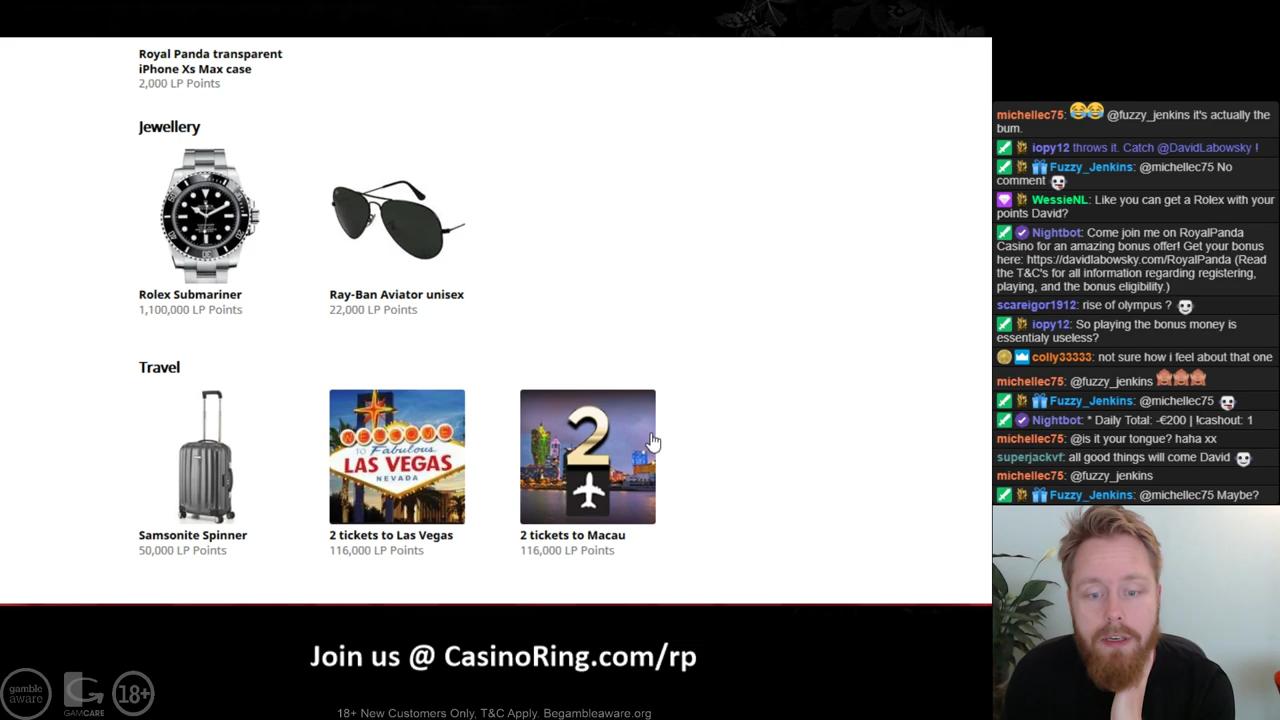 Royal Panda transparent
iPhone Xs Max case
2,000 LP Points
Jewellery
Rolex Submariner
1,100,000 LP Points
Ray-Ban Aviator unisex
22,000 LP Points
Travel
WELCOME
To Fabulous
LAS VEGAS
NEVADA
2
Samsonite Spinner
50,000 LP Points
2 tickets to Las Vegas
116,000 LP Points
2 tickets to Macau
116,000 LP Points
Join us @ CasinoRing.com/rp
gamble
aware
GAMCARE
18+
18+ New Customers Only, T&C Apply. Begambleaware.org
michellec75: 😂😂 @fuzzy_jenkins it's actually the
bum.
iopy12 throws it. Catch @DavidLabowsky !
Fuzzy_Jenkins: @michellec75 No
comment
WessieNL: Like you can get a Rolex with your
points David?
Nightbot: Come join me on RoyalPanda
Casino for an amazing bonus offer! Get your bonus
here: https://davidlabowsky.com/RoyalPanda (Read
the T&C's for all information regarding registering,
playing, and the bonus eligibility.)
scareigor1912: rise of olympus ?
iopy12: So playing the bonus money is
essentialy useless?
colly33333: not sure how i feel about that one
michellec75: @fuzzy_jenkins 🙈🙈🙈
Fuzzy_Jenkins: @michellec75
Nightbot: * Daily Total: -€200 | !cashout: 1
michellec75: @is it your tongue? haha xx
superjackvf: all good things will come David
michellec75: @fuzzy_jenkins
Fuzzy_Jenkins: @michellec75 Maybe?